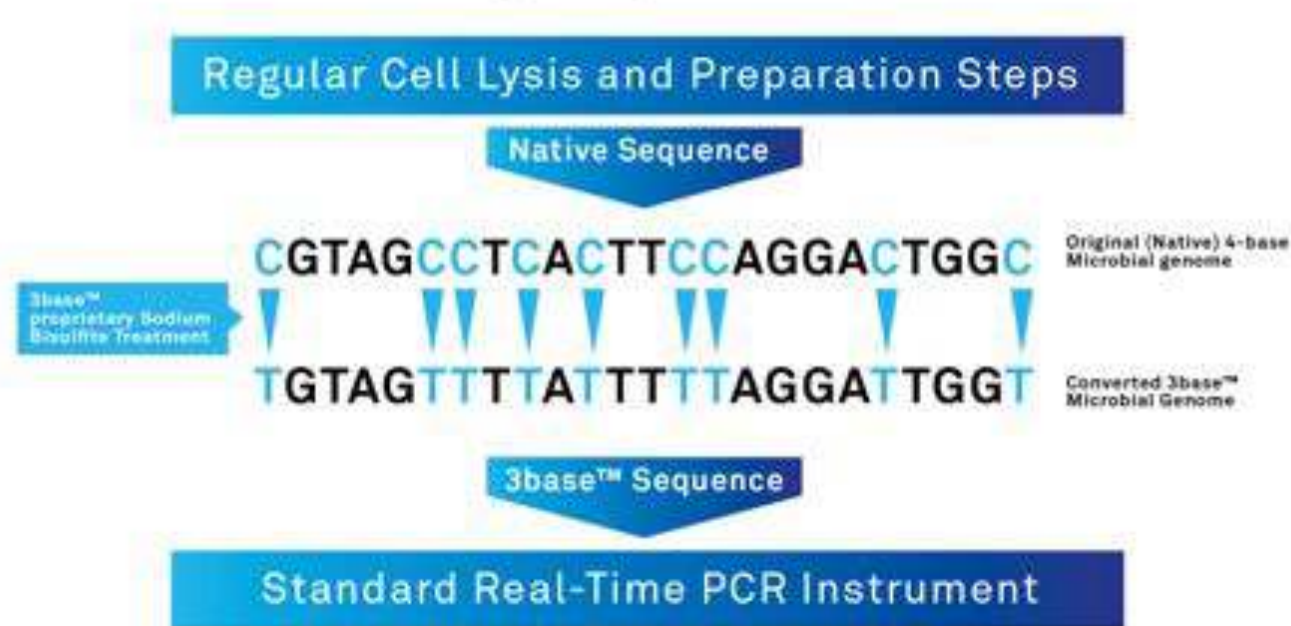 Regular Cell Lysis and Preparation Steps
Native Sequence
CGTAGCCTCACTTCCAGGACTGGC
Original (Native) 4-base
Microbial genome
3base™
proprietary Sodium
Bisulfite Treatment
TGTAGTTTTATTTTTAGGATTGGT
Converted 3base™
Microbial Genome
3base™ Sequence
Standard Real-Time PCR Instrument